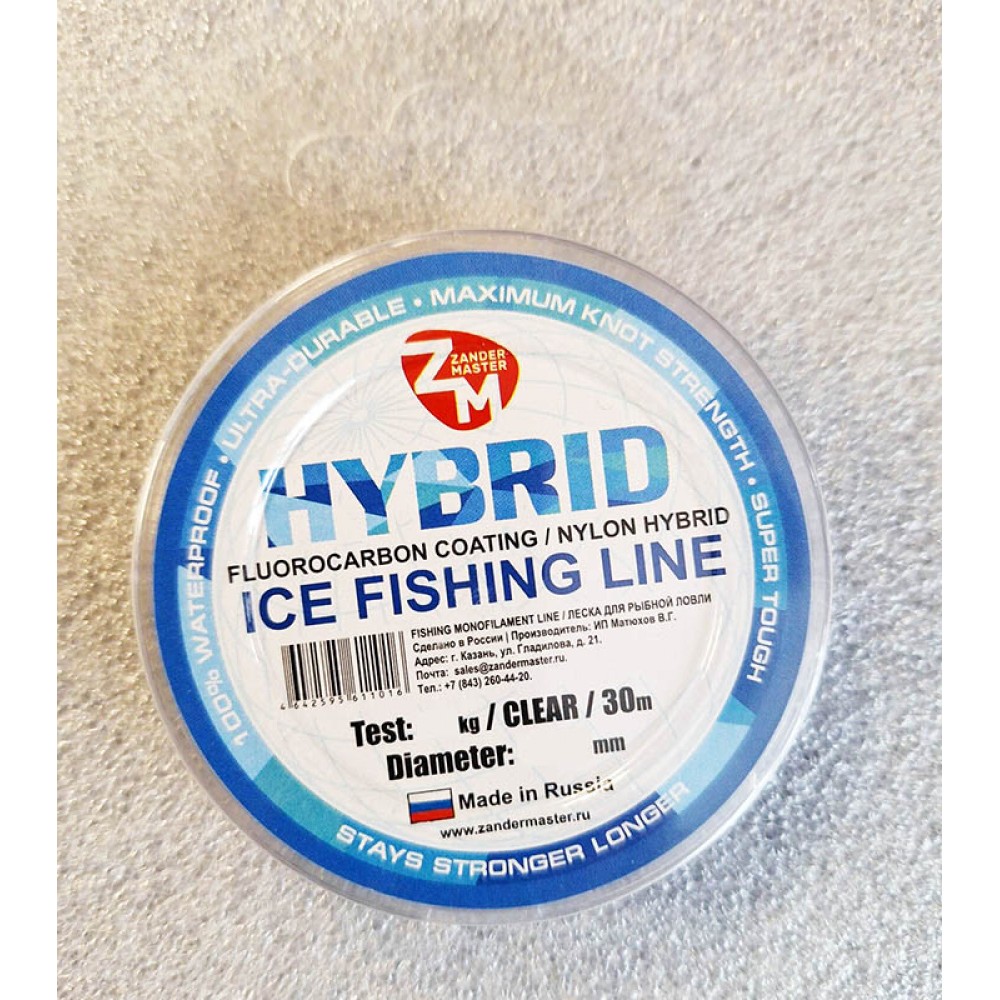 100% WATERPROOF • ULTRA-DURABLE • MAXIMUM KNOT STRENGTH • SUPER TOUGH
ZM
ZANDER
MASTER
HYBRID
FLUOROCARBON COATING / NYLON HYBRID
ICE FISHING LINE
FISHING MONOFILAMENT LINE / ЛЕСКА ДЛЯ РЫБНОЙ ЛОВЛИ
Сделано в России | Производитель: ИП Матюхов В.Г.
Адрес: г. Казань, ул. Гладилова, д. 21.
Почта: sales@zandermaster.ru.
Тел.: +7 (843) 260-44-20.
4 642595 611016
Test: kg / CLEAR / 30m
Diameter: mm
Made in Russia
www.zandermaster.ru
STAYS STRONGER LONGER